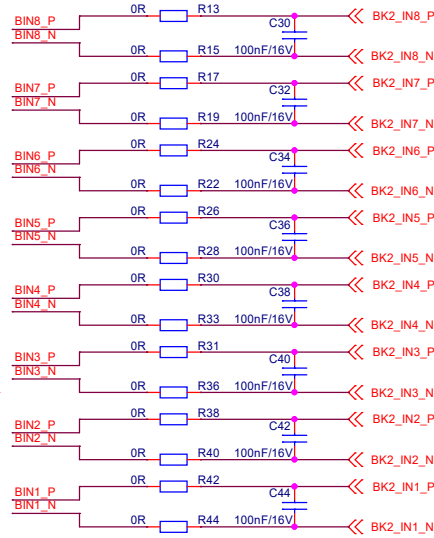 0R R13 C30 BK2_IN8_P
BIN8_P
BIN8_N
0R R15 100nF/16V BK2_IN8_N
0R R17 C32 BK2_IN7_P
BIN7_P
BIN7_N
0R R19 100nF/16V BK2_IN7_N
0R R24 C34 BK2_IN6_P
BIN6_P
BIN6_N
0R R22 100nF/16V BK2_IN6_N
0R R26 C36 BK2_IN5_P
BIN5_P
BIN5_N
0R R28 100nF/16V BK2_IN5_N
0R R30 C38 BK2_IN4_P
BIN4_P
BIN4_N
0R R33 100nF/16V BK2_IN4_N
0R R31 C40 BK2_IN3_P
BIN3_P
BIN3_N
0R R36 100nF/16V BK2_IN3_N
0R R38 C42 BK2_IN2_P
BIN2_P
BIN2_N
0R R40 100nF/16V BK2_IN2_N
0R R42 C44 BK2_IN1_P
BIN1_P
BIN1_N
0R R44 100nF/16V BK2_IN1_N